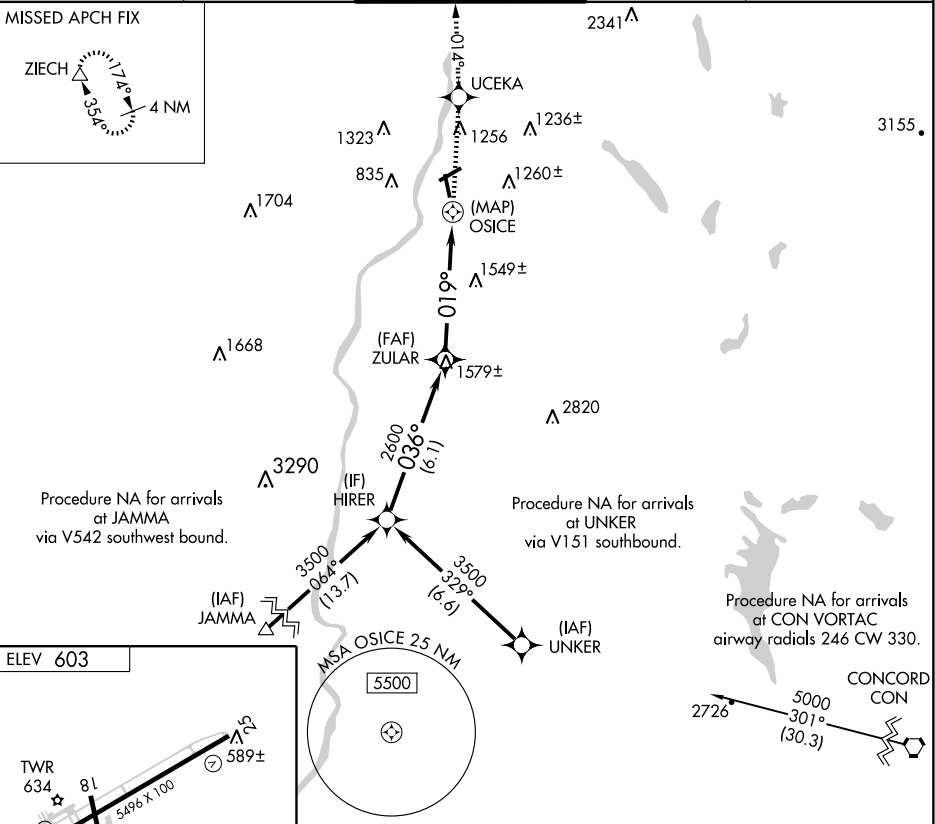 MISSED APCH FIX
ZIECH
174°
354°
4 NM
014°
UCEKA
2341
1323
1256
1236±
3155
835
1260±
1704
(MAP)
OSICE
1549±
019°
(FAF)
ZULAR
1579±
1668
2820
2600
036°
(6.1)
3290
(IF)
HIRER
Procedure NA for arrivals
at JAMMA
via V542 southwest bound.
Procedure NA for arrivals
at UNKER
via V151 southbound.
3500
064°
(13.7)
3500
329°
(6.6)
(IAF)
JAMMA
(IAF)
UNKER
Procedure NA for arrivals
at CON VORTAC
airway radials 246 CW 330.
MSA OSICE 25 NM
5500
CONCORD
CON
2726
5000
301°
(30.3)
ELEV 603
25
589±
TWR
634
18
5496 X 100
V